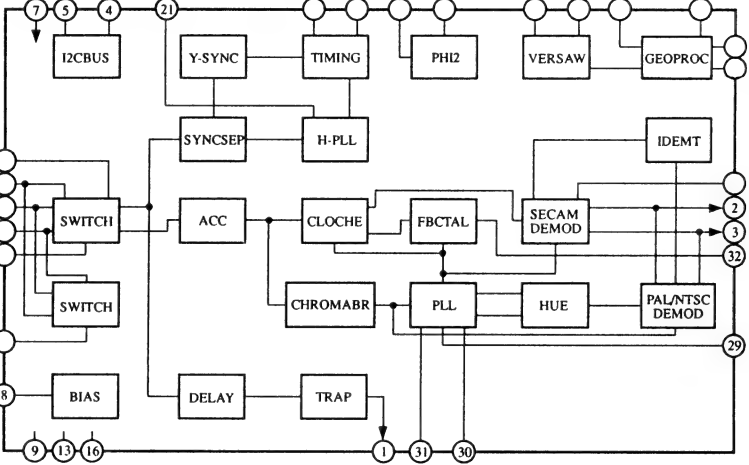 7 5 4 21
I2CBUS Y-SYNC TIMING PHI2 VERSAW GEOPROC
SYNCSEP H-PLL IDEMT
SWITCH ACC CLOCHE FBCTAL SECAM
DEMOD
2
3
32
SWITCH CHROMABR PLL HUE PAL/NTSC
DEMOD
29
8 BIAS DELAY TRAP
9 13 16 1 31 30